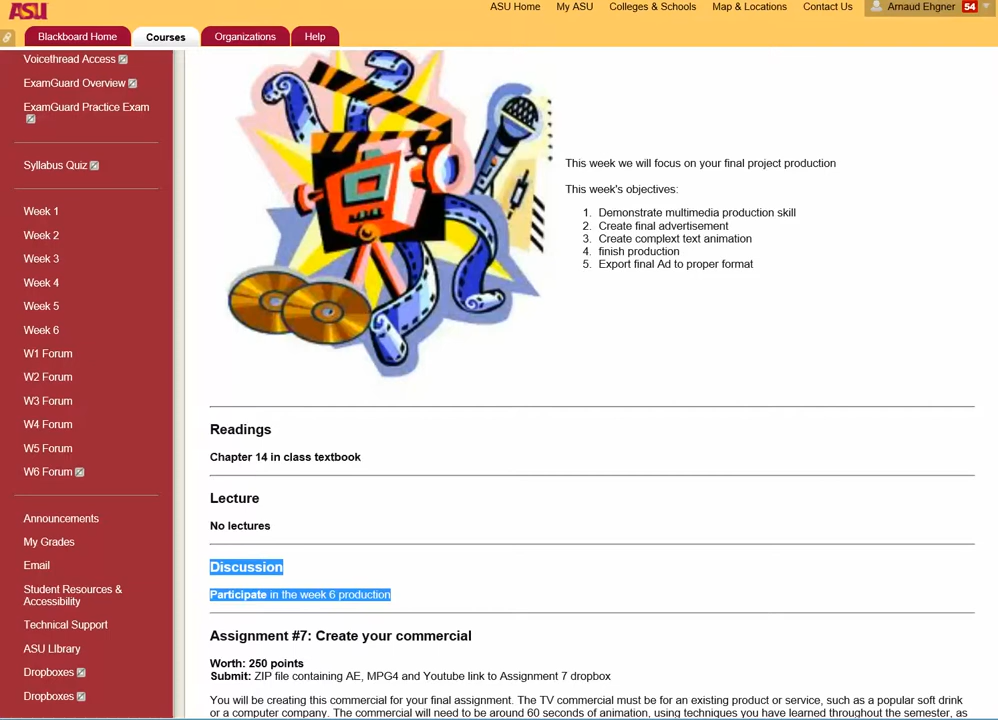 ASU
ASU Home
My ASU
Colleges & Schools
Map & Locations
Contact Us
Arnaud Ehgner
54
Blackboard Home
Courses
Organizations
Help
Voicethread Access
ExamGuard Overview
ExamGuard Practice Exam
Syllabus Quiz
Week 1
Week 2
Week 3
Week 4
Week 5
Week 6
W1 Forum
W2 Forum
W3 Forum
W4 Forum
W5 Forum
W6 Forum
Announcements
My Grades
Email
Student Resources &
Accessibility
Technical Support
ASU LIbrary
Dropboxes
Dropboxes
This week we will focus on your final project production
This week's objectives:
1. Demonstrate multimedia production skill
2. Create final advertisement
3. Create complext text animation
4. finish production
5. Export final Ad to proper format
Readings
Chapter 14 in class textbook
Lecture
No lectures
Discussion
Participate in the week 6 production
Assignment #7: Create your commercial
Worth: 250 points
Submit: ZIP file containing AE, MPG4 and Youtube link to Assignment 7 dropbox
You will be creating this commercial for your final assignment. The TV commercial must be for an existing product or service, such as a popular soft drink
or a computer company. The commercial will need to be around 60 seconds of animation, using techniques you have learned throughout the semester, as